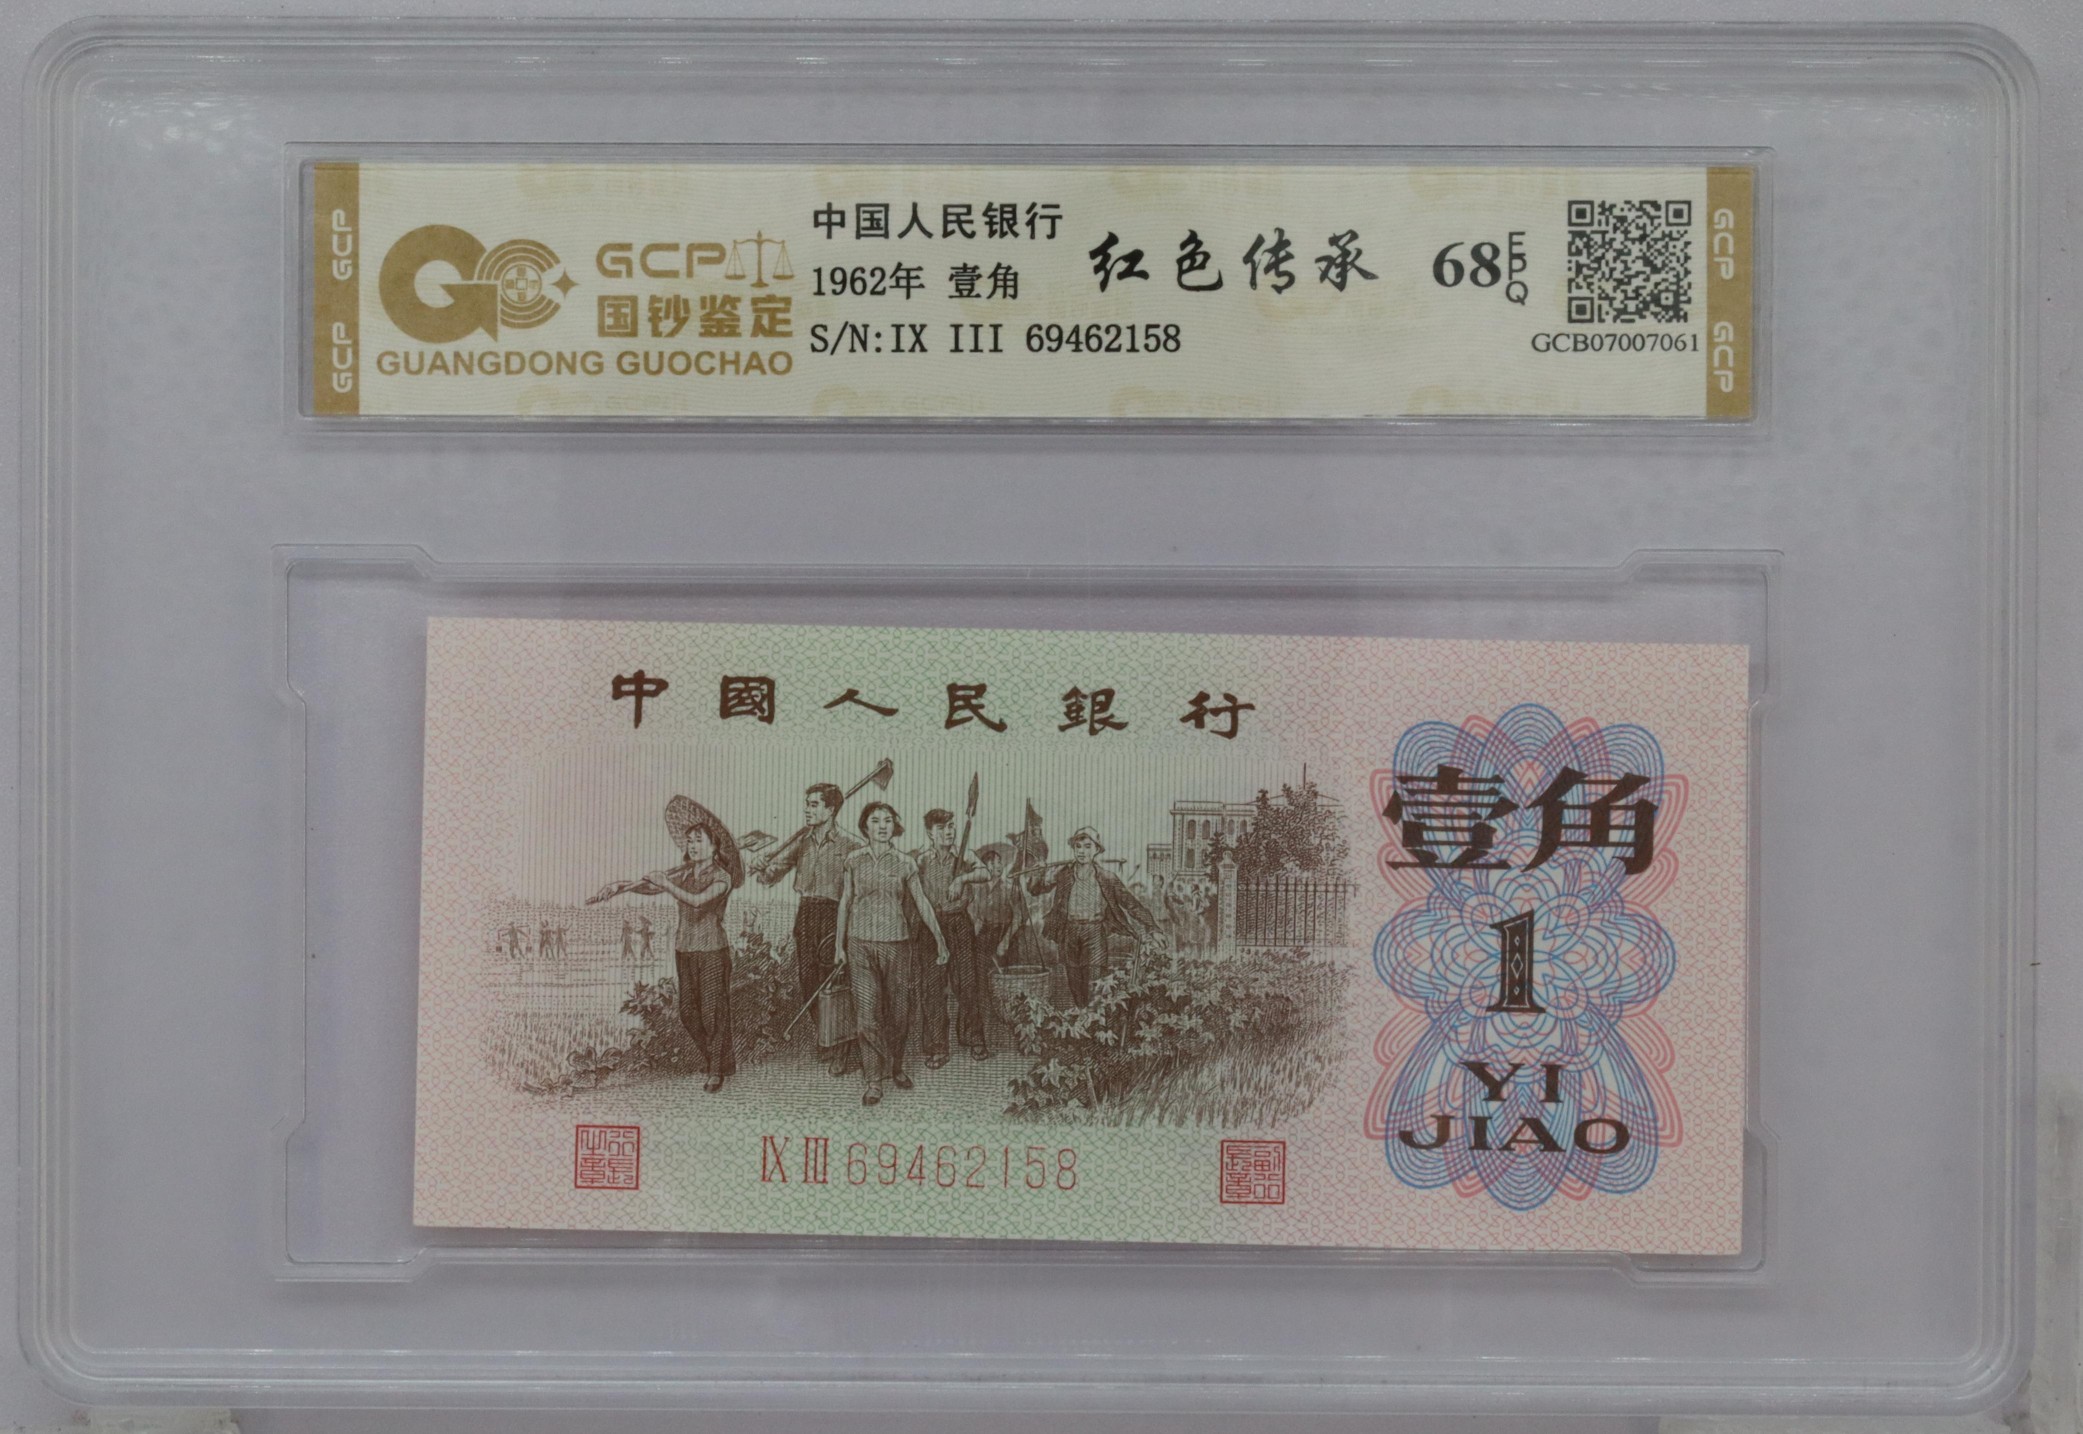 GCP GCP
GCP
国钞鉴定
GUANGDONG GUOCHAO
中国人民银行
1962年 壹角
S/N:IX III 69462158
红色传承
68 EPQ
GCB07007061
GCP GCP
中國人民銀行
壹角
1
YI
JIAO
IX III 69462158